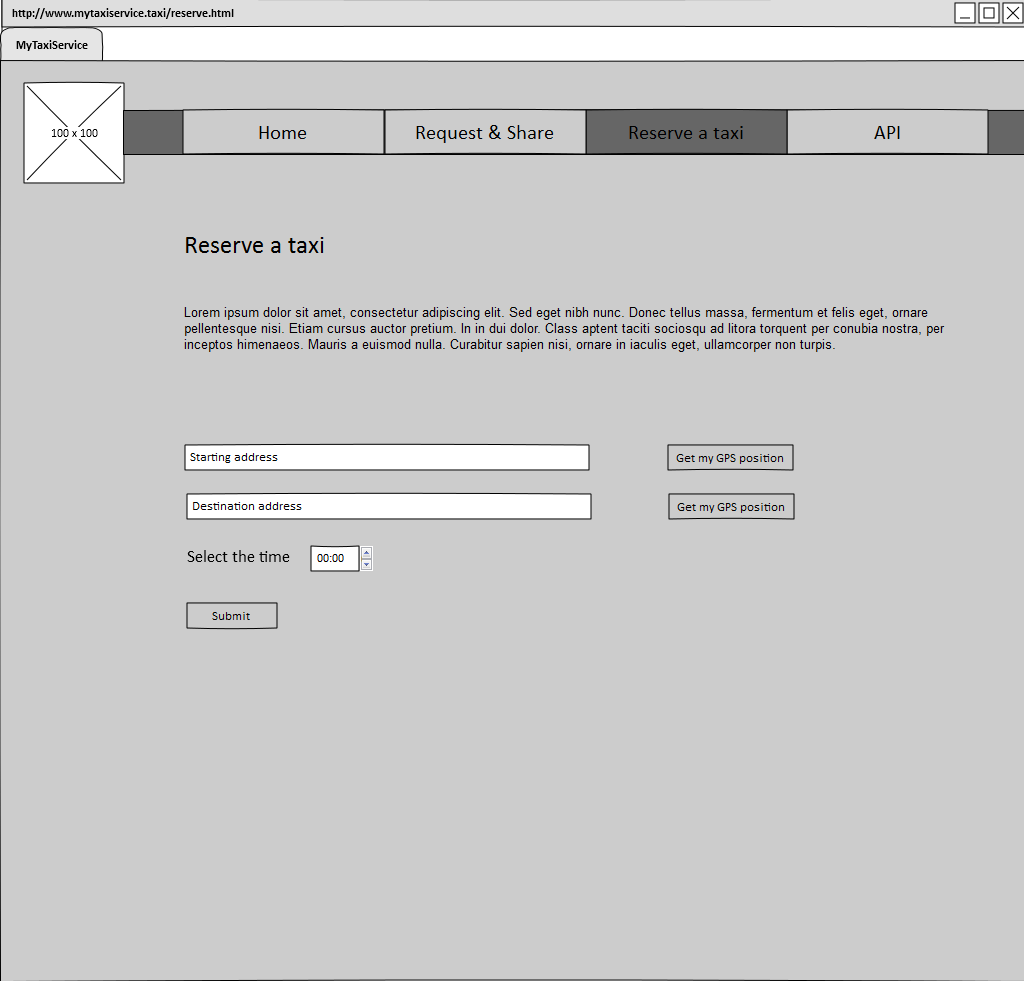 http://www.mytaxiservice.taxi/reserve.html
MyTaxiService
100 x 100
Home
Request & Share
Reserve a taxi
API
Reserve a taxi
Lorem ipsum dolor sit amet, consectetur adipiscing elit. Sed eget nibh nunc. Donec tellus massa, fermentum et felis eget, ornare
pellentesque nisi. Etiam cursus auctor pretium. In in dui dolor. Class aptent taciti sociosqu ad litora torquent per conubia nostra, per
inceptos himenaeos. Mauris a euismod nulla. Curabitur sapien nisi, ornare in iaculis eget, ullamcorper non turpis.
Starting address
Get my GPS position
Destination address
Get my GPS position
Select the time
00:00
Submit